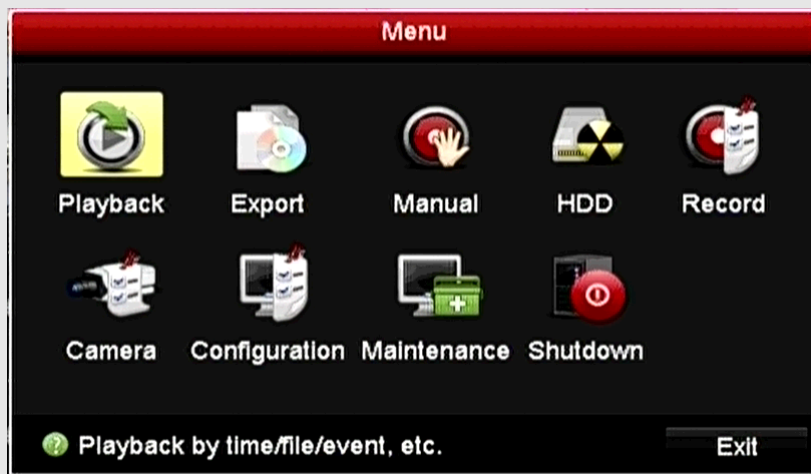 Menu
Playback Export Manual HDD Record
Camera Configuration Maintenance Shutdown
Playback by time/file/event, etc. Exit